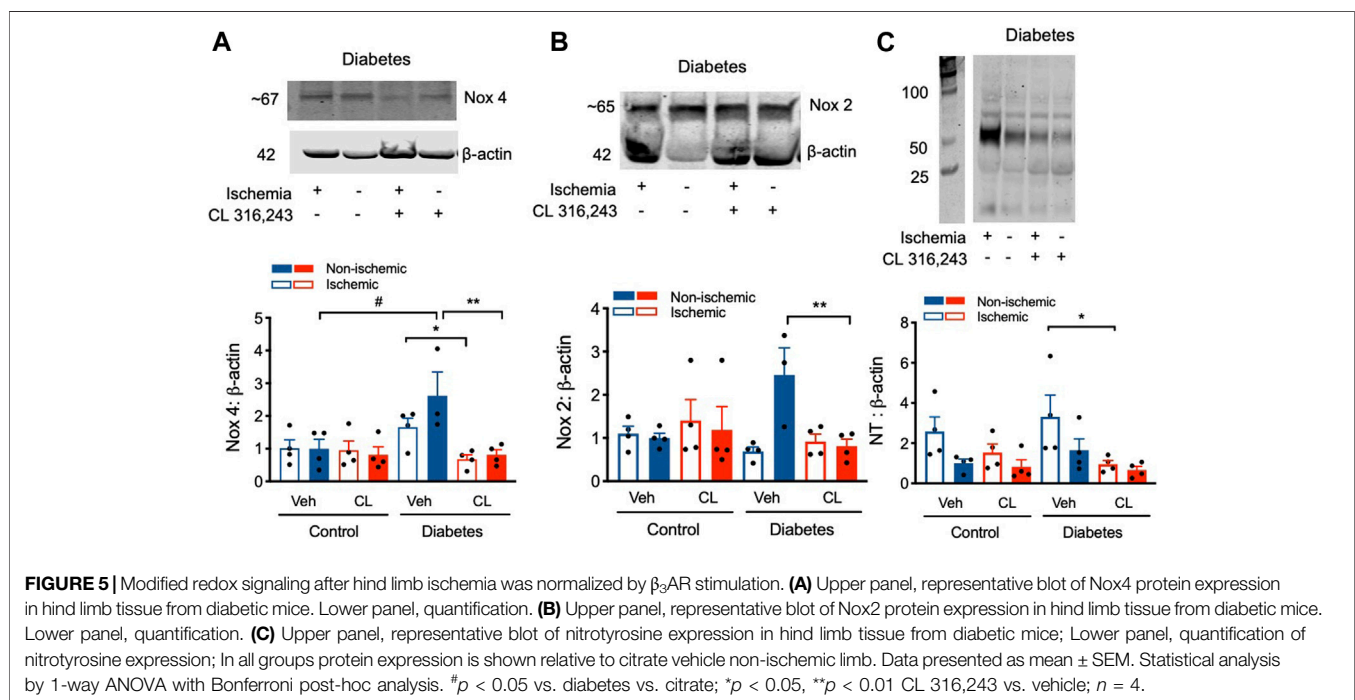 A
Diabetes
~67
Nox 4
42
β-actin
Ischemia + - + -
CL 316,243 - - + +
Non-ischemic
Ischemic
#
**
*
Nox 4: β-actin
5
4
3
2
1
0
Veh CL Veh CL
Control Diabetes
B
Diabetes
~65
Nox 2
42
β-actin
Ischemia + - + -
CL 316,243 - - + +
Non-ischemic
Ischemic
**
Nox 2: β-actin
4
3
2
1
0
Veh CL Veh CL
Control Diabetes
C
Diabetes
100
50
25
Ischemia + - + -
CL 316,243 - - + +
Non-ischemic
Ischemic
*
NT : β-actin
8
6
4
2
0
Veh CL Veh CL
Control Diabetes
FIGURE 5 | Modified redox signaling after hind limb ischemia was normalized by β₃AR stimulation. (A) Upper panel, representative blot of Nox4 protein expression
in hind limb tissue from diabetic mice. Lower panel, quantification. (B) Upper panel, representative blot of Nox2 protein expression in hind limb tissue from diabetic mice.
Lower panel, quantification. (C) Upper panel, representative blot of nitrotyrosine expression in hind limb tissue from diabetic mice; Lower panel, quantification of
nitrotyrosine expression; In all groups protein expression is shown relative to citrate vehicle non-ischemic limb. Data presented as mean ± SEM. Statistical analysis
by 1-way ANOVA with Bonferroni post-hoc analysis. #p < 0.05 vs. diabetes vs. citrate; *p < 0.05, **p < 0.01 CL 316,243 vs. vehicle; n = 4.